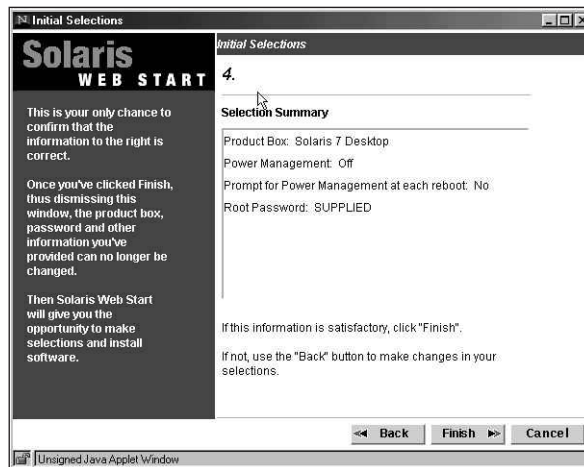 Initial Selections
Solaris
WEB START
This is your only chance to
confirm that the
information to the right is
correct.
Once you've clicked Finish,
thus dismissing this
window, the product box,
password and other
information you've
provided can no longer be
changed.
Then Solaris Web Start
will give you the
opportunity to make
selections and install
software.
Initial Selections
4.
Selection Summary
Product Box: Solaris 7 Desktop
Power Management: Off
Prompt for Power Management at each reboot: No
Root Password: SUPPLIED
If this information is satisfactory, click "Finish".
If not, use the "Back" button to make changes in your
selections.
Back
Finish
Cancel
Unsigned Java Applet Window